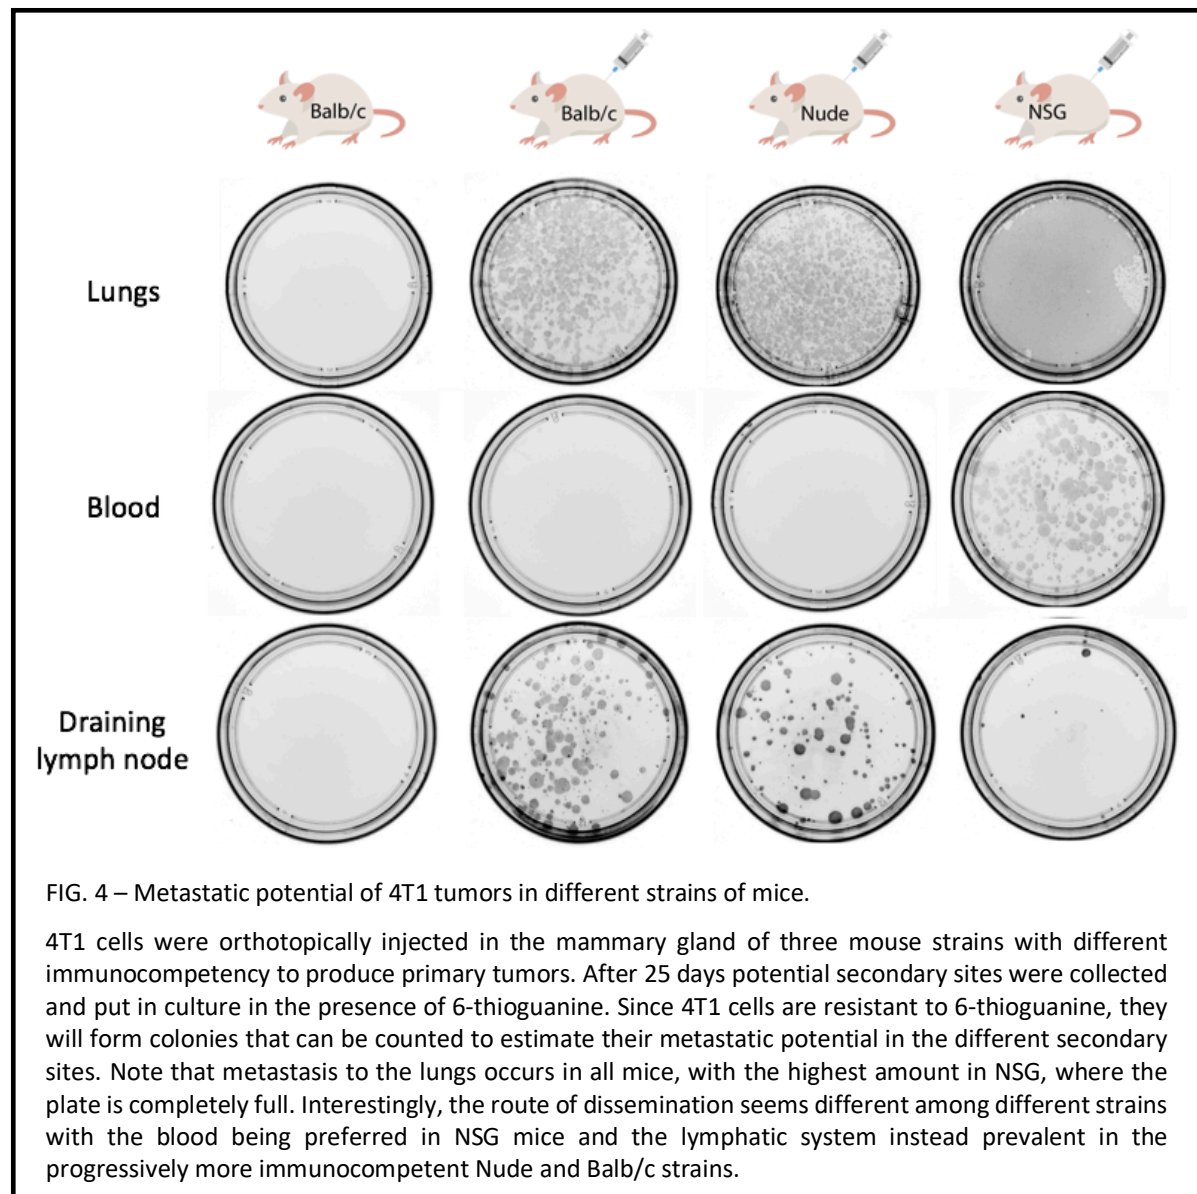 Balb/c Balb/c Nude NSG
Lungs
Blood
Draining
lymph node
FIG. 4 – Metastatic potential of 4T1 tumors in different strains of mice.
4T1 cells were orthotopically injected in the mammary gland of three mouse strains with different
immunocompetency to produce primary tumors. After 25 days potential secondary sites were collected
and put in culture in the presence of 6-thioguanine. Since 4T1 cells are resistant to 6-thioguanine, they
will form colonies that can be counted to estimate their metastatic potential in the different secondary
sites. Note that metastasis to the lungs occurs in all mice, with the highest amount in NSG, where the
plate is completely full. Interestingly, the route of dissemination seems different among different strains
with the blood being preferred in NSG mice and the lymphatic system instead prevalent in the
progressively more immunocompetent Nude and Balb/c strains.